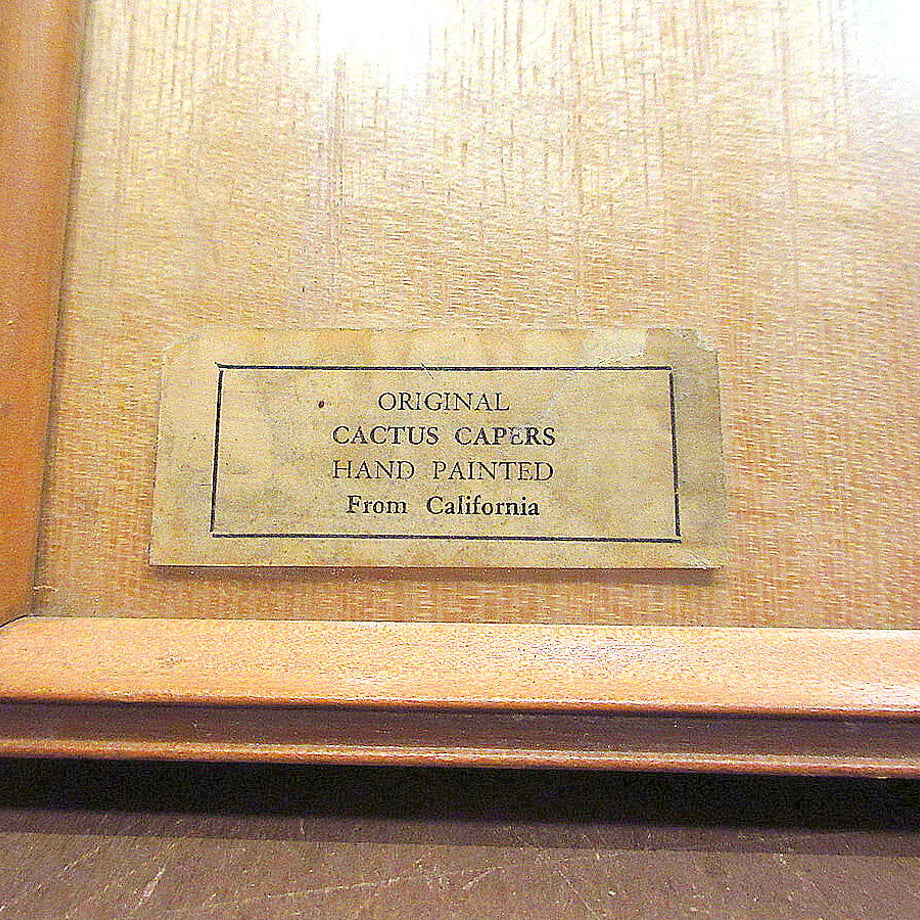 ORIGINAL
CACTUS CAPERS
HAND PAINTED
From California